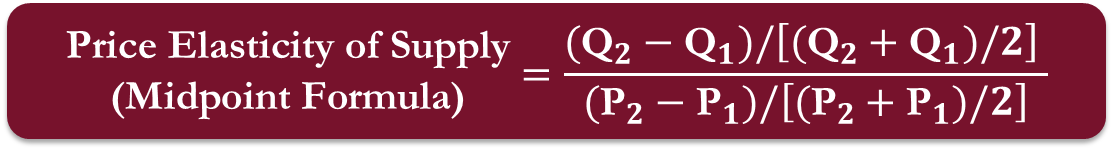 Price Elasticity of Supply
(Midpoint Formula)
=
(Q₂ − Q₁)/[(Q₂ + Q₁)/2]
(P₂ − P₁)/[(P₂ + P₁)/2]